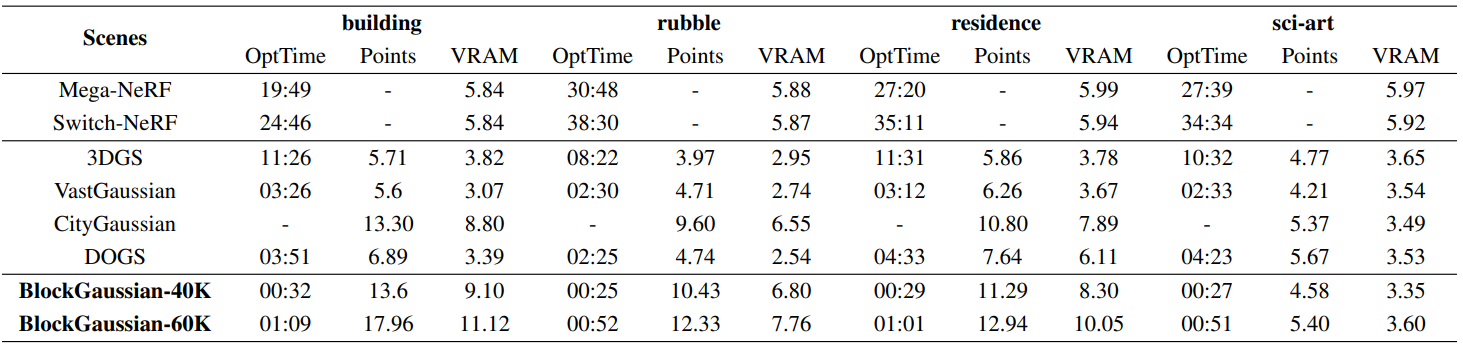 Scenes building rubble residence sci-art
OptTime Points VRAM OptTime Points VRAM OptTime Points VRAM OptTime Points VRAM
Mega-NeRF 19:49 - 5.84 30:48 - 5.88 27:20 - 5.99 27:39 - 5.97
Switch-NeRF 24:46 - 5.84 38:30 - 5.87 35:11 - 5.94 34:34 - 5.92
3DGS 11:26 5.71 3.82 08:22 3.97 2.95 11:31 5.86 3.78 10:32 4.77 3.65
VastGaussian 03:26 5.6 3.07 02:30 4.71 2.74 03:12 6.26 3.67 02:33 4.21 3.54
CityGaussian - 13.30 8.80 - 9.60 6.55 - 10.80 7.89 - 5.37 3.49
DOGS 03:51 6.89 3.39 02:25 4.74 2.54 04:33 7.64 6.11 04:23 5.67 3.53
BlockGaussian-40K 00:32 13.6 9.10 00:25 10.43 6.80 00:29 11.29 8.30 00:27 4.58 3.35
BlockGaussian-60K 01:09 17.96 11.12 00:52 12.33 7.76 01:01 12.94 10.05 00:51 5.40 3.60